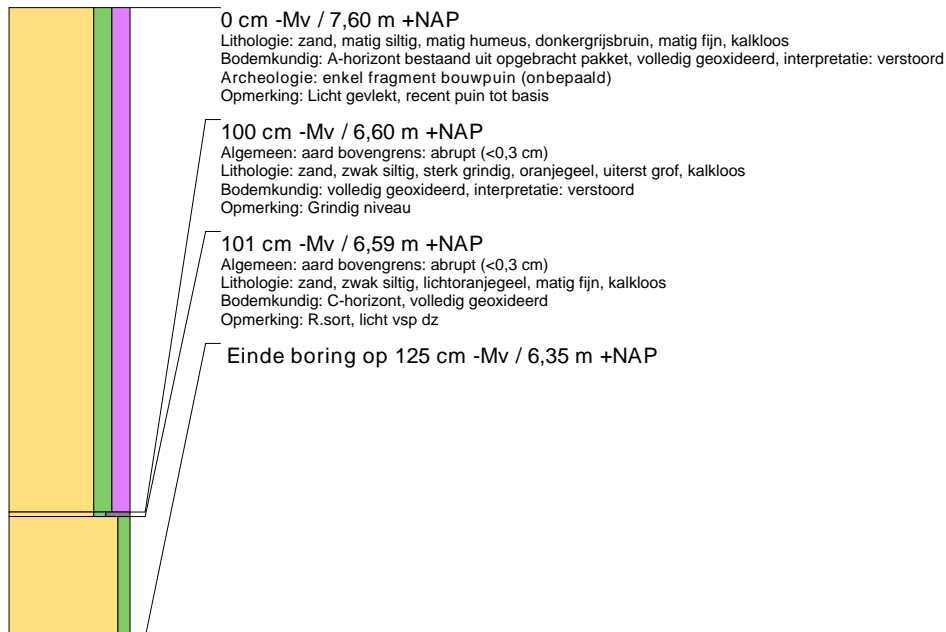 0 cm -Mv / 7,60 m +NAP
Lithologie: zand, matig siltig, matig humeus, donkergrijsbruin, matig fijn, kalkloos
Bodemkundig: A-horizont bestaand uit opgebracht pakket, volledig geoxideerd, interpretatie: verstoord
Archeologie: enkel fragment bouwpuin (onbepaald)
Opmerking: Licht gevlekt, recent puin tot basis
100 cm -Mv / 6,60 m +NAP
Algemeen: aard bovengrens: abrupt (<0,3 cm)
Lithologie: zand, zwak siltig, sterk grindig, oranjegeel, uiterst grof, kalkloos
Bodemkundig: volledig geoxideerd, interpretatie: verstoord
Opmerking: Grindig niveau
101 cm -Mv / 6,59 m +NAP
Algemeen: aard bovengrens: abrupt (<0,3 cm)
Lithologie: zand, zwak siltig, lichtoranjegeel, matig fijn, kalkloos
Bodemkundig: C-horizont, volledig geoxideerd
Opmerking: R.sort, licht vsp dz
Einde boring op 125 cm -Mv / 6,35 m +NAP